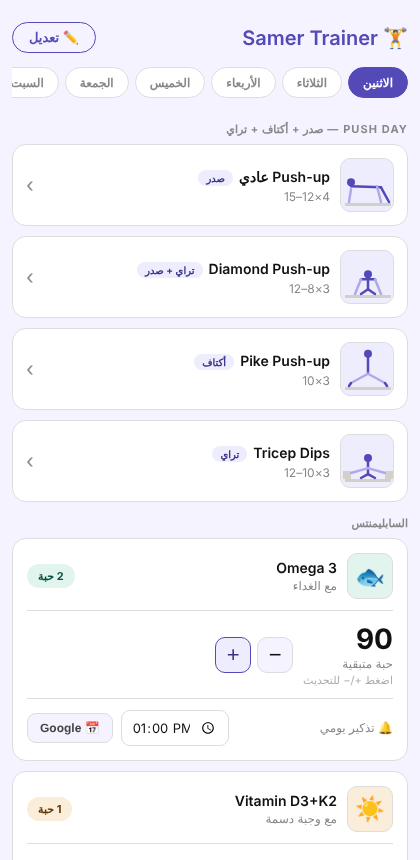 Samer Trainer 🏋️
✏️ تعديل
الاثنين
الثلاثاء
الأربعاء
الخميس
الجمعة
السبت
PUSH DAY — صدر + أكتاف + تراي
Push-up عادي
صدر
4×12–15
Diamond Push-up
تراي + صدر
3×8–12
Pike Push-up
أكتاف
3×10
Tricep Dips
تراي
3×10–12
السابليمنتس
Omega 3
2 حبة
مع الغداء
90
− +
حبة متبقية
اضغط +/− للتحديث
🔔 تذكير يومي
01:00 PM
📅 Google
Vitamin D3+K2
1 حبة
مع وجبة دسمة